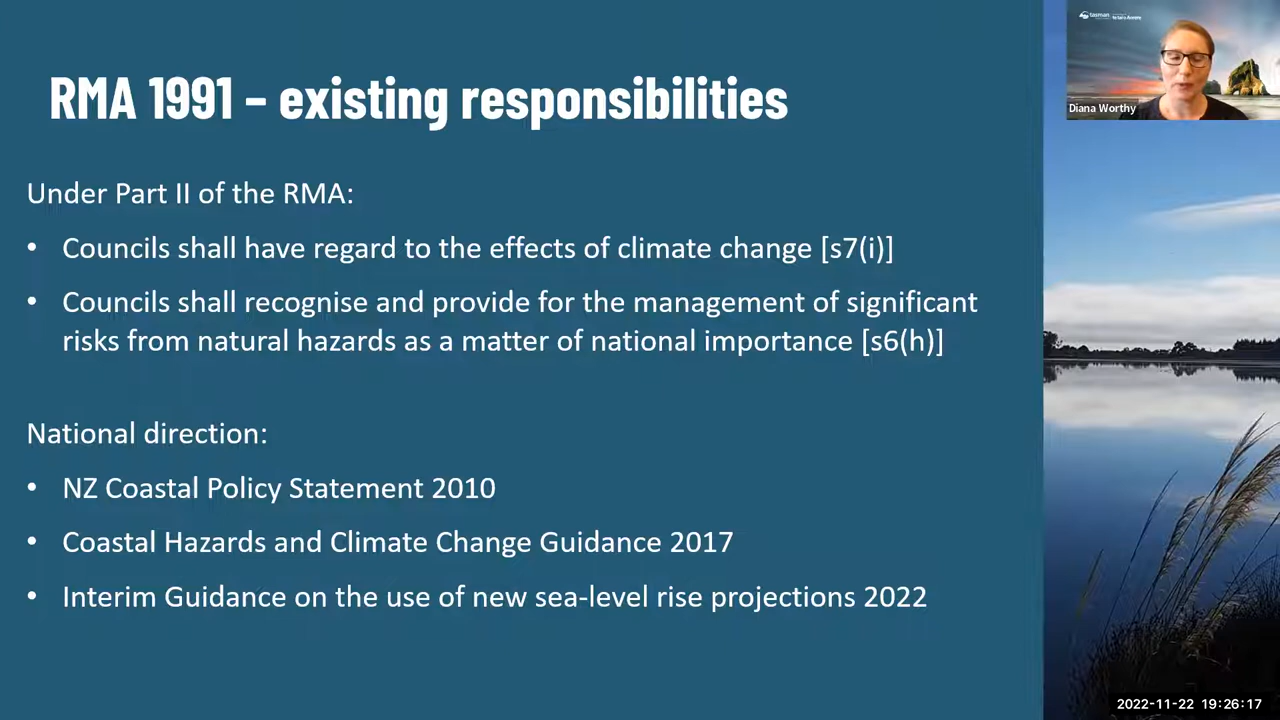 RMA 1991 – existing responsibilities
Under Part II of the RMA:
• Councils shall have regard to the effects of climate change [s7(i)]
• Councils shall recognise and provide for the management of significant
risks from natural hazards as a matter of national importance [s6(h)]
National direction:
• NZ Coastal Policy Statement 2010
• Coastal Hazards and Climate Change Guidance 2017
• Interim Guidance on the use of new sea-level rise projections 2022
tasman
Diana Worthy
2022-11-22 19:26:17